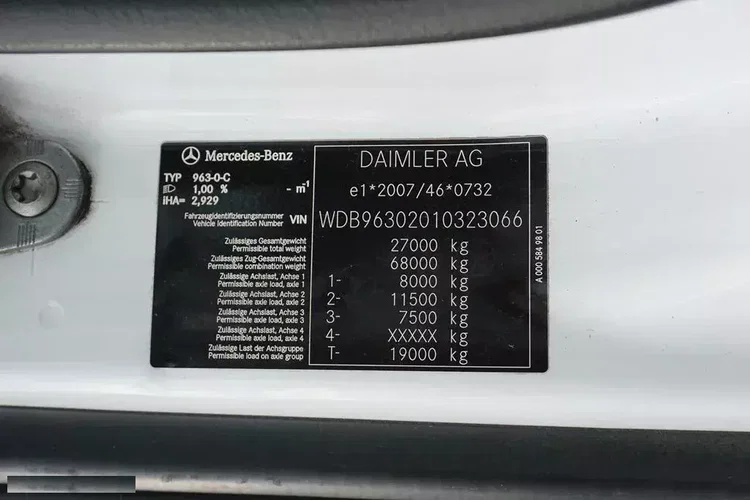 Mercedes-Benz
TYP 963-0-C
1,00 % - m⁻¹
iHA= 2,929
Fahrzeugidentifizierungsnummer
Vehicle Identification Number VIN
Zulässiges Gesamtgewicht
Permissible total weight
Zulässiges Zug-Gesamtgewicht
Permissible combination weight
Zulässige Achslast, Achse 1
Permissible axle load, axle 1
Zulässige Achslast, Achse 2
Permissible axle load, axle 2
Zulässige Achslast, Achse 3
Permissible axle load, axle 3
Zulässige Achslast, Achse 4
Permissible axle load, axle 4
Zulässige Last der Achsgruppe
Permissible load on axle group
DAIMLER AG
e1*2007/46*0732
WDB96302010323066
27000 kg
68000 kg
1- 8000 kg
2- 11500 kg
3- 7500 kg
4- XXXXX kg
T- 19000 kg
A 000 584 98 01